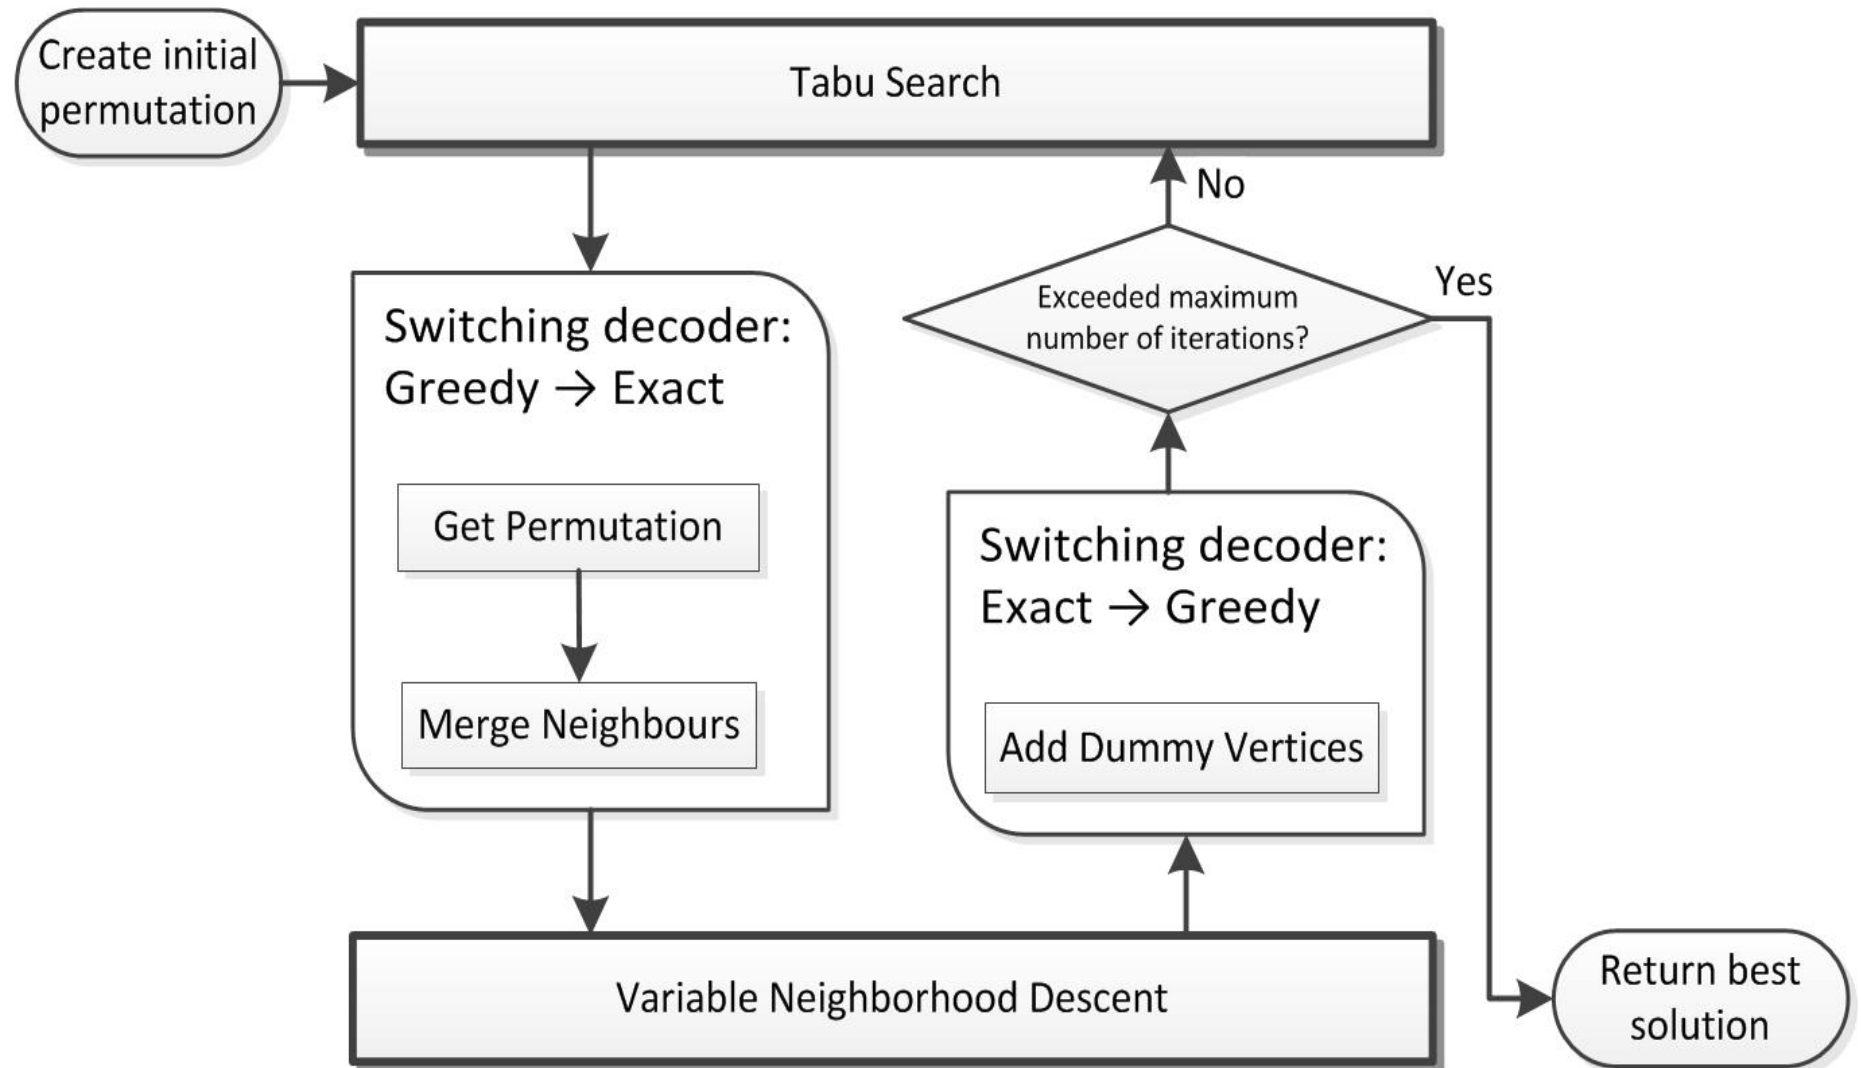 Create initial
permutation
Tabu Search
No
Yes
Switching decoder:
Greedy → Exact
Get Permutation
Merge Neighbours
Exceeded maximum
number of iterations?
Switching decoder:
Exact → Greedy
Add Dummy Vertices
Variable Neighborhood Descent
Return best
solution